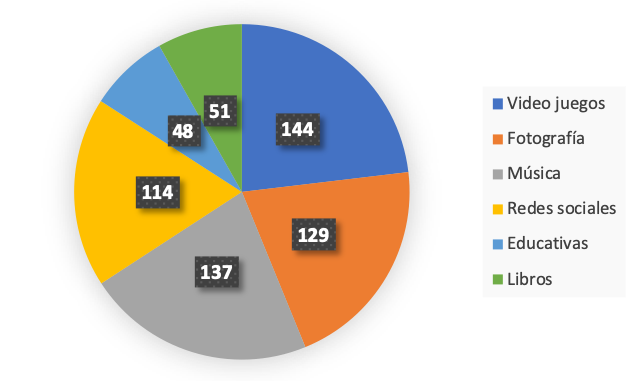 144
129
137
114
48
51
Video juegos
Fotografía
Música
Redes sociales
Educativas
Libros